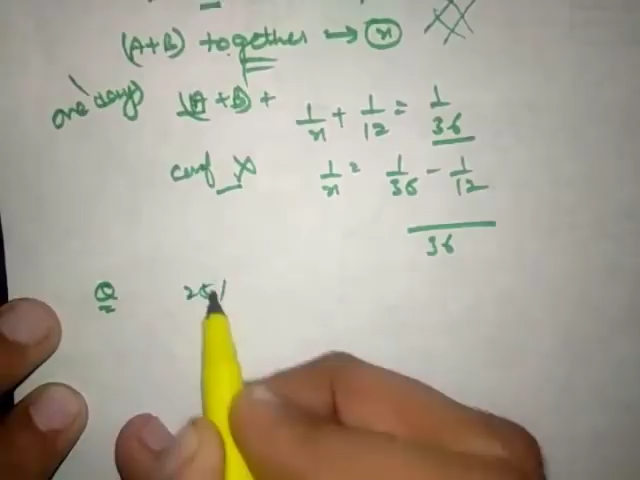 (A+B) together → x
one day) (A+B) + 1/x + 1/12 = 1/36
1/x = 1/36 - 1/12
36
Q 25/